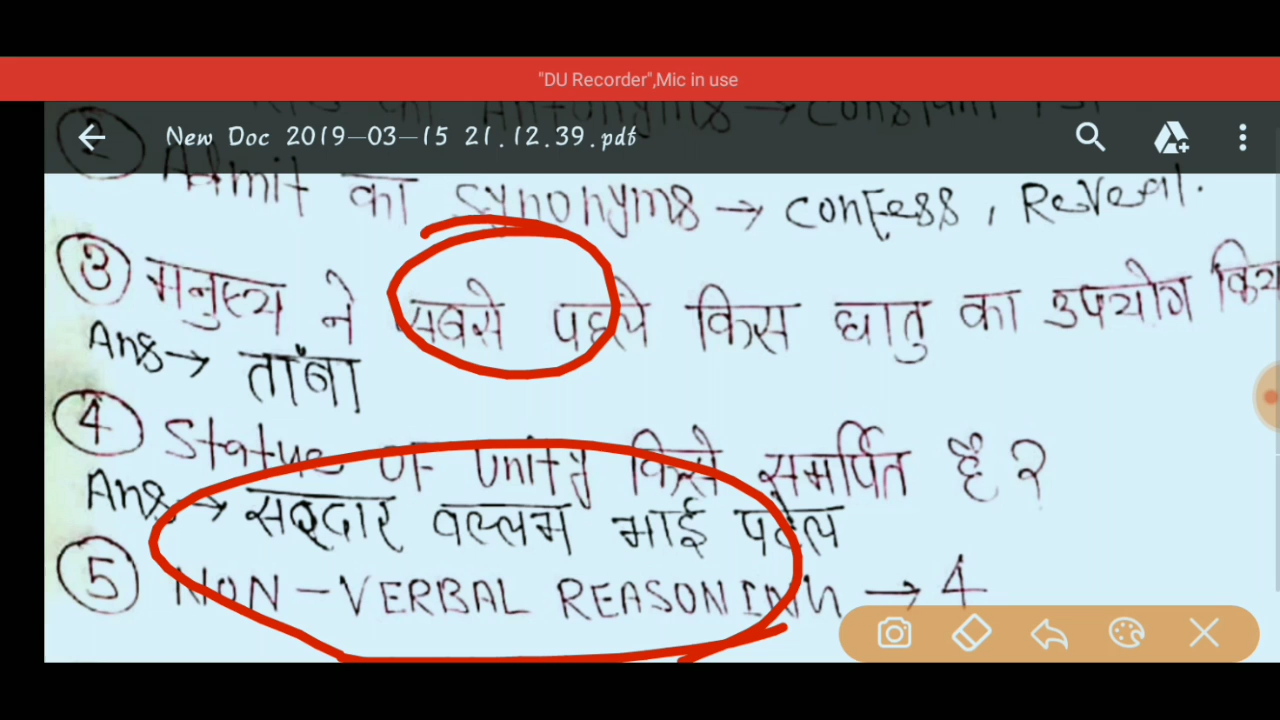 "DU Recorder",Mic in use
Antonyms →
New Doc 2019-03-15 21.12.39.pdf
② Admit का Synonyms → Confess, Reveal.
③ मनुस्य ने सबसे पहले किस धातु का उपयोग
Ans → तांबा
④ Statue OF Unity किसे समर्पित है ?
Ans → सरदार वल्लभ भाई पटेल
⑤ NON-VERBAL REASONING → 4